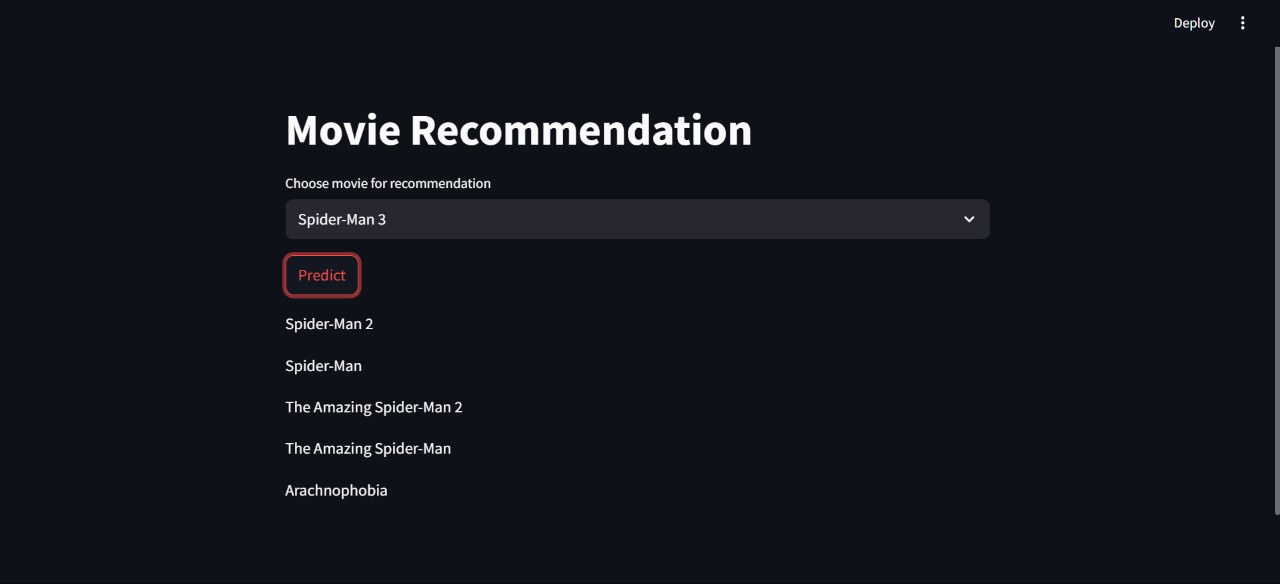 Deploy
Movie Recommendation
Choose movie for recommendation
Spider-Man 3
Predict
Spider-Man 2
Spider-Man
The Amazing Spider-Man 2
The Amazing Spider-Man
Arachnophobia